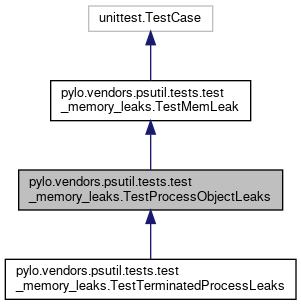 unittest.TestCase
pylo.vendors.psutil.tests.test
_memory_leaks.TestMemLeak
pylo.vendors.psutil.tests.test
_memory_leaks.TestProcessObjectLeaks
pylo.vendors.psutil.tests.test
_memory_leaks.TestTerminatedProcessLeaks